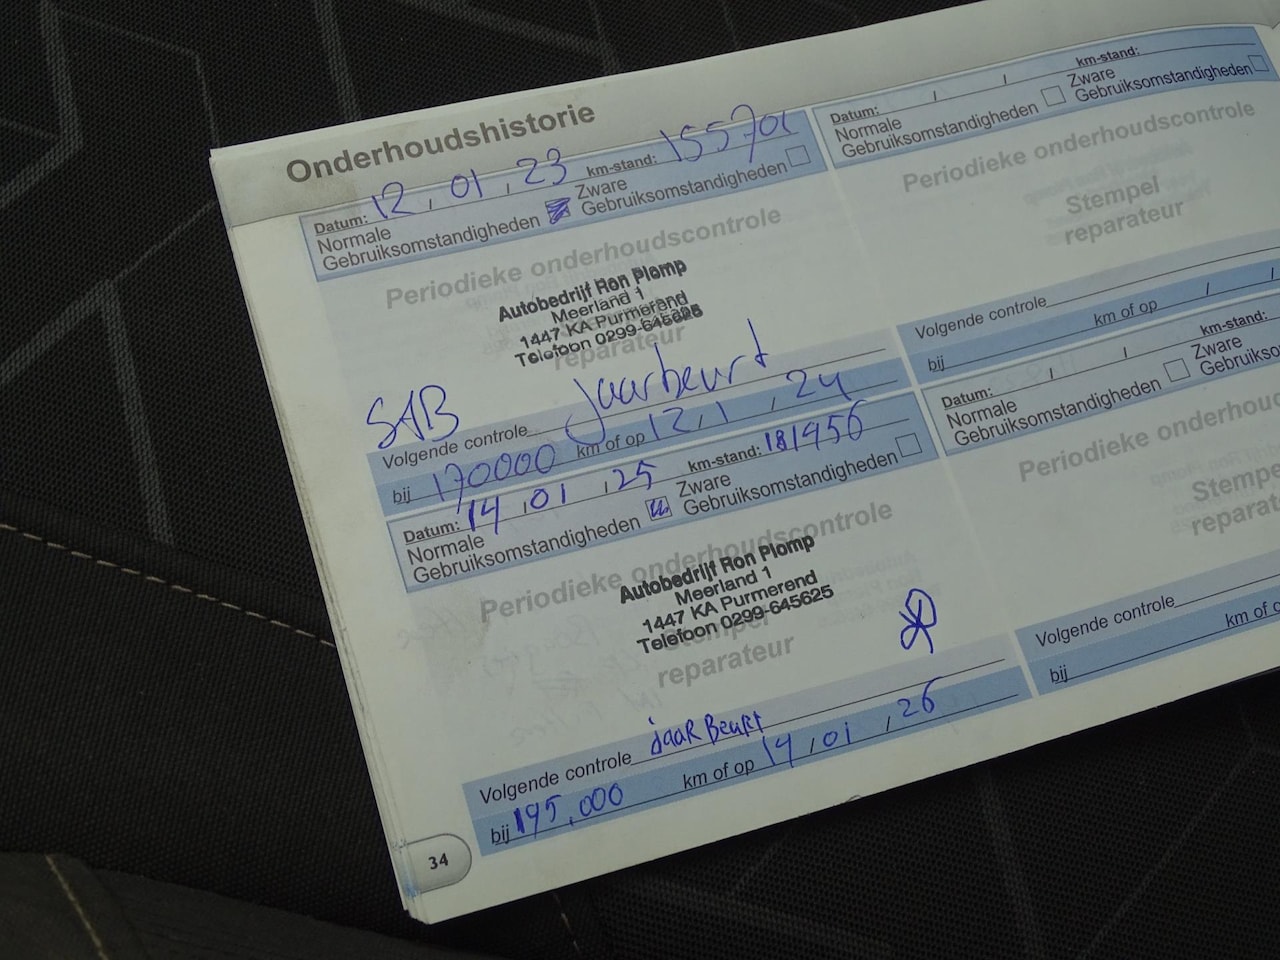 Onderhoudshistorie
Datum: 12 , 01 , 23 km-stand: 155701
Normale Gebruiksomstandigheden Zware Gebruiksomstandigheden
Periodieke onderhoudscontrole
Autobedrijf Ron Plomp
Meerland 1
1447 KA Purmerend
Telefoon 0299-645625
reparateur
SAB
Volgende controle Jaarbeurt
bij 170000 km of op 12 / 1 / 24
Datum: 14 / 01 / 25 km-stand: 181956
Normale Gebruiksomstandigheden Zware Gebruiksomstandigheden
Periodieke onderhoudscontrole
Autobedrijf Ron Plomp
Meerland 1
1447 KA Purmerend
Telefoon 0299-645625
Stempel
reparateur
Volgende controle jaar Beurt
bij 195,000 km of op 14 / 01 / 26
34
Datum: / / km-stand:
Normale Gebruiksomstandigheden Zware Gebruiksomstandigheden
Periodieke onderhoudscontrole
Stempel
reparateur
Volgende controle
bij km of op / /
Datum: / / km-stand:
Normale Gebruiksomstandigheden Zware
Periodieke
Volgende controle
bij km of